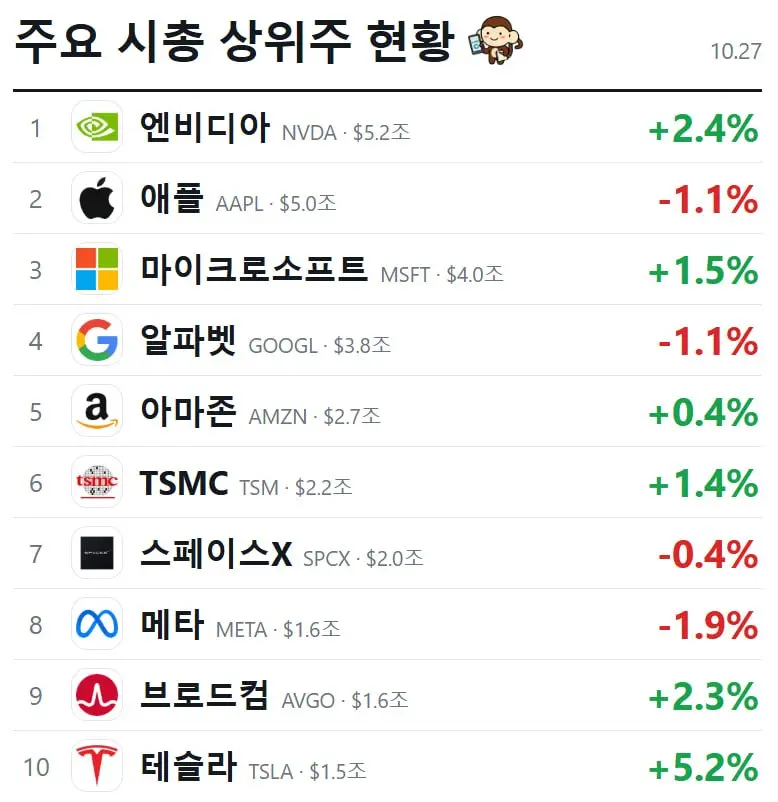 주요 시총 상위주 현황
10.27
1 엔비디아 NVDA · $5.2조 +2.4%
2 애플 AAPL · $5.0조 -1.1%
3 마이크로소프트 MSFT · $4.0조 +1.5%
4 알파벳 GOOGL · $3.8조 -1.1%
5 a 아마존 AMZN · $2.7조 +0.4%
6 tsmc TSMC TSM · $2.2조 +1.4%
7 스페이스X SPCX · $2.0조 -0.4%
8 메타 META · $1.6조 -1.9%
9 브로드컴 AVGO · $1.6조 +2.3%
10 테슬라 TSLA · $1.5조 +5.2%